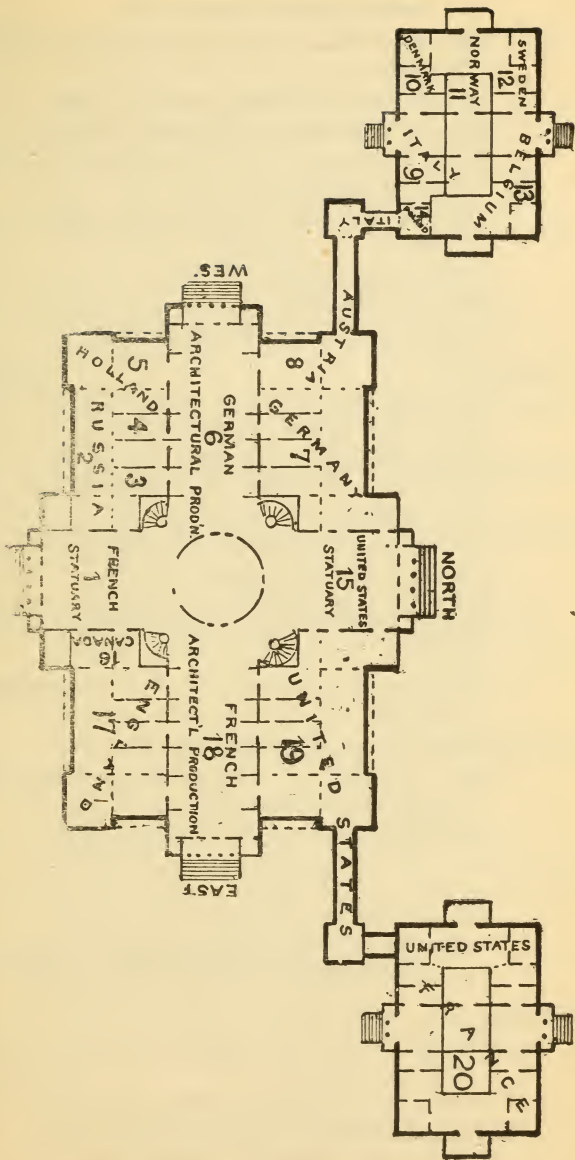 DENMARK
10
NORWAY
11
SWEDEN
12
ITALY
9
BELGIUM
13
14
ITALY
WES.
AUSTRIA
8
HOLLAND
5
4
3
RUSSIA
2
GERMAN
6
ARCHITECTURAL PROD'N.
GERMANY
7
FRENCH
1
STATUARY
UNITED STATES
15
STATUARY
NORTH
CANADA
16
ENGLAND
17
FRENCH
18
ARCHITECT'L PRODUCTION
UNITED STATES
19
EAST
UNITED STATES
FRANCE
20